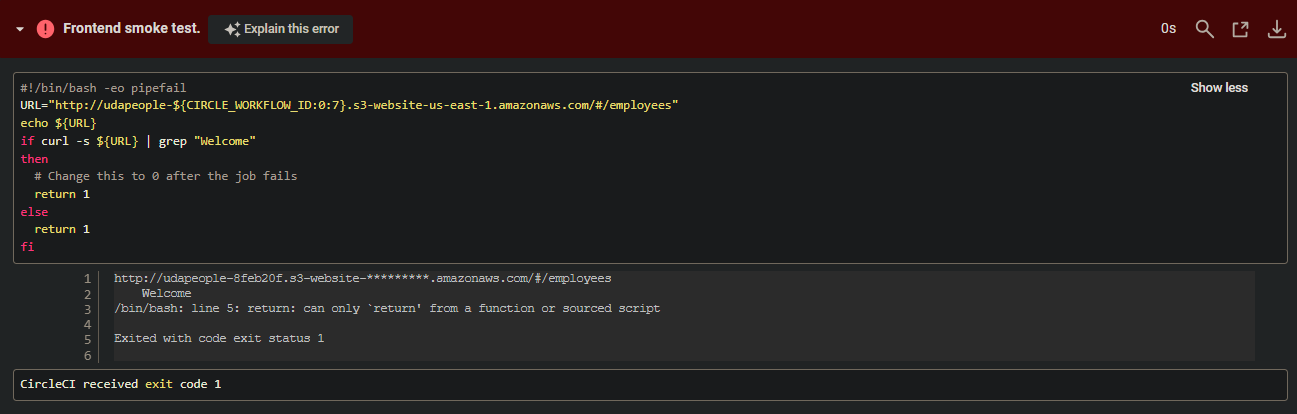 Frontend smoke test. Explain this error 0s
#!/bin/bash -eo pipefail
Show less
URL="http://udapeople-${CIRCLE_WORKFLOW_ID:0:7}.s3-website-us-east-1.amazonaws.com/#/employees"
echo ${URL}
if curl -s ${URL} | grep "Welcome"
then
  # Change this to 0 after the job fails
  return 1
else
  return 1
fi
1 http://udapeople-8feb20f.s3-website-*********.amazonaws.com/#/employees
2     Welcome
3 /bin/bash: line 5: return: can only `return' from a function or sourced script
4
5 Exited with code exit status 1
6
CircleCI received exit code 1